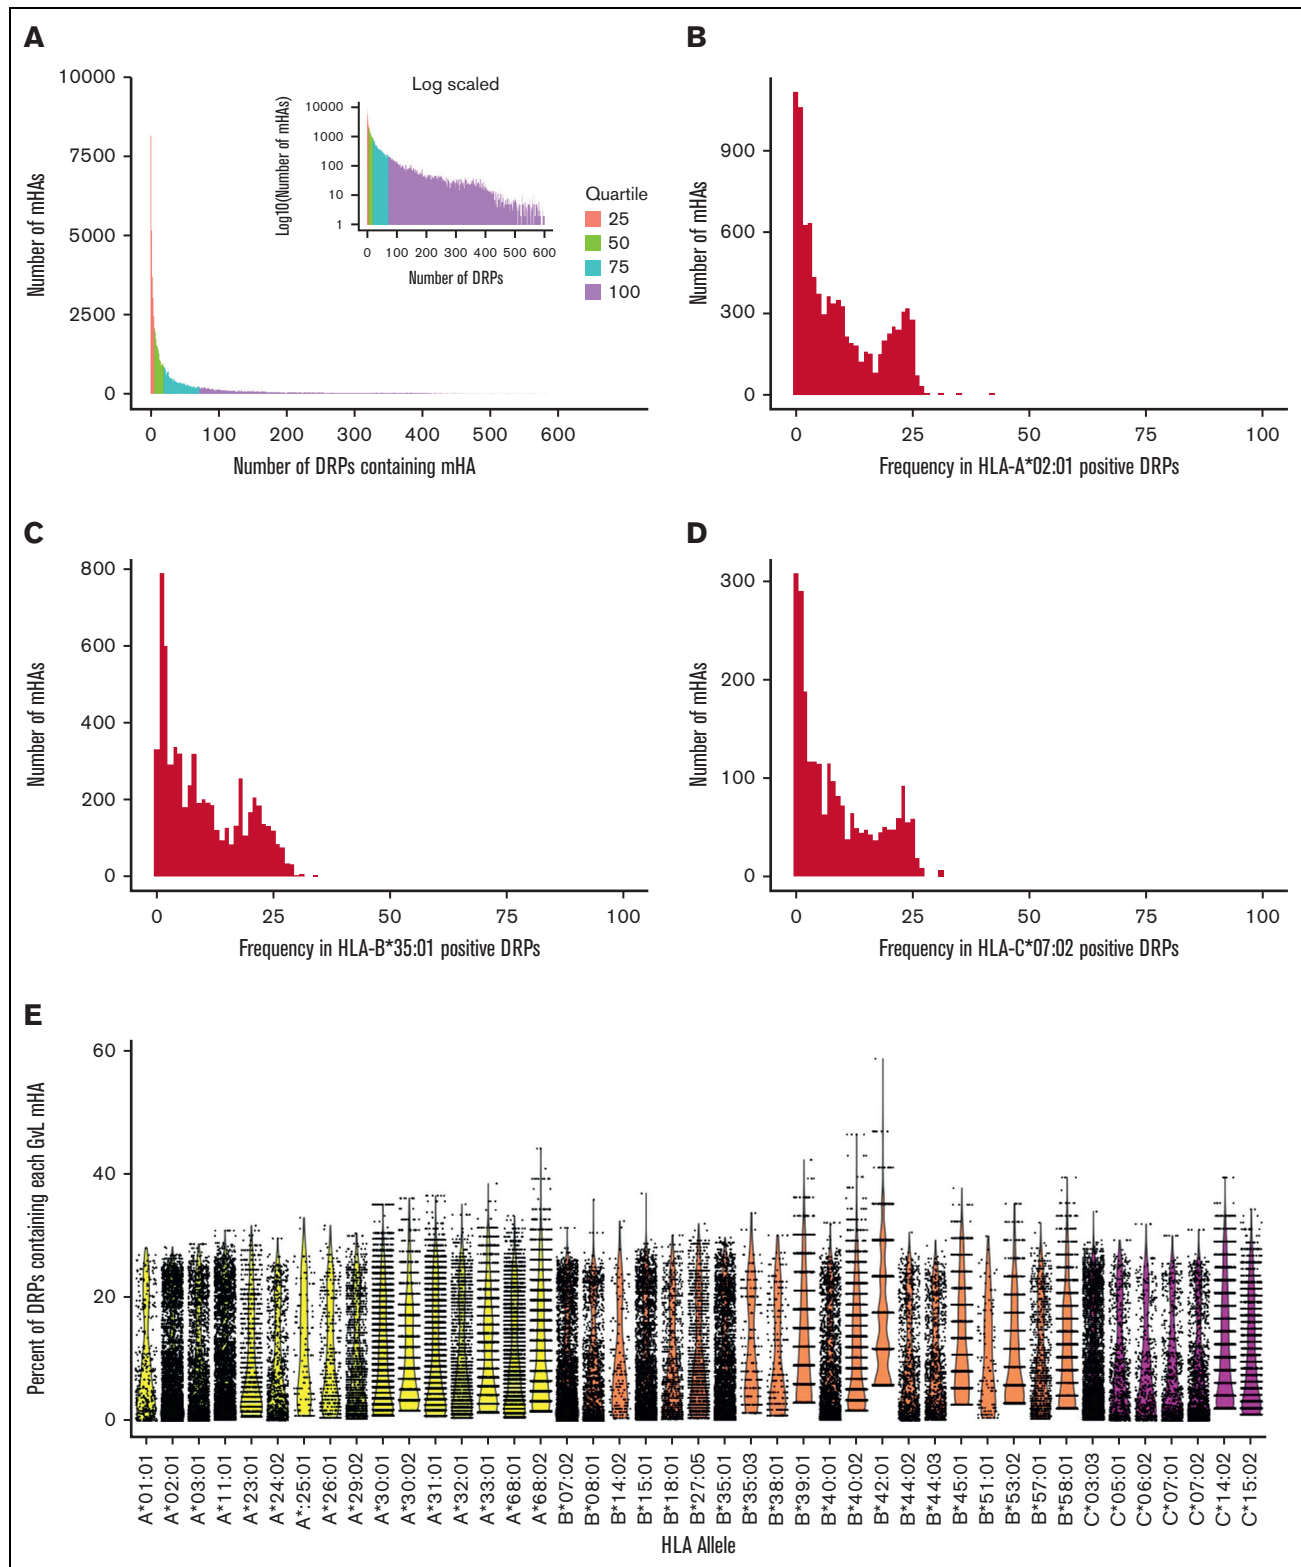 A
10000
7500
5000
2500
0
Number of mHAs
0 100 200 300 400 500 600
Number of DRPs containing mHA
Log scaled
10000
1000
100
10
1
Log10(Number of mHAs)
0 100 200 300 400 500 600
Number of DRPs
Quartile
25
50
75
100
B
900
600
300
0
Number of mHAs
0 25 50 75 100
Frequency in HLA-A*02:01 positive DRPs
C
800
600
400
200
0
Number of mHAs
0 25 50 75 100
Frequency in HLA-B*35:01 positive DRPs
D
300
200
100
0
Number of mHAs
0 25 50 75 100
Frequency in HLA-C*07:02 positive DRPs
E
60
40
20
0
Percent of DRPs containing each GvL mHA
A*01:01
A*02:01
A*03:01
A*11:01
A*23:01
A*24:02
A*:25:01
A*26:01
A*29:02
A*30:01
A*30:02
A*31:01
A*32:01
A*33:01
A*68:01
A*68:02
B*07:02
B*08:01
B*14:02
B*15:01
B*18:01
B*27:05
B*35:01
B*35:03
B*38:01
B*39:01
B*40:01
B*40:02
B*42:01
B*44:02
B*44:03
B*45:01
B*51:01
B*53:02
B*57:01
B*58:01
C*03:03
C*05:01
C*06:02
C*07:01
C*07:02
C*14:02
C*15:02
HLA Allele